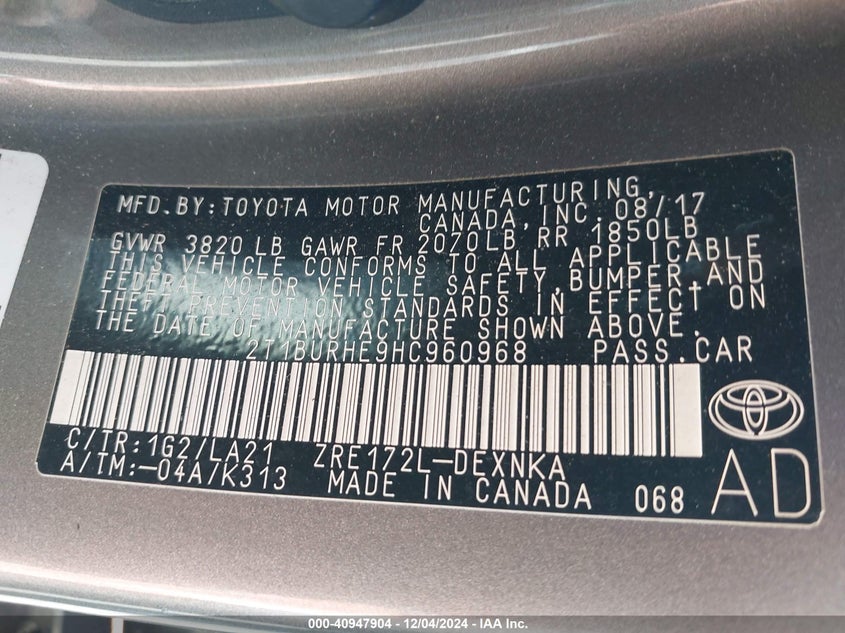 MFD.BY:TOYOTA MOTOR MANUFACTURING,
CANADA,INC. 08/17
GVWR 3820 LB GAWR FR 2070LB RR 1850LB
THIS VEHICLE CONFORMS TO ALL APPLICABLE
FEDERAL MOTOR VEHICLE SAFETY,BUMPER,AND
THEFT PREVENTION STANDARDS IN EFFECT ON
THE DATE OF MANUFACTURE SHOWN ABOVE.
2T1BURHE9HC960968 PASS.CAR
C/TR:1G2/LA21 ZRE172L-DEXNKA
A/TM:-04A/K313 MADE IN CANADA 068 AD
000-40947904 - 12/04/2024 - IAA Inc.